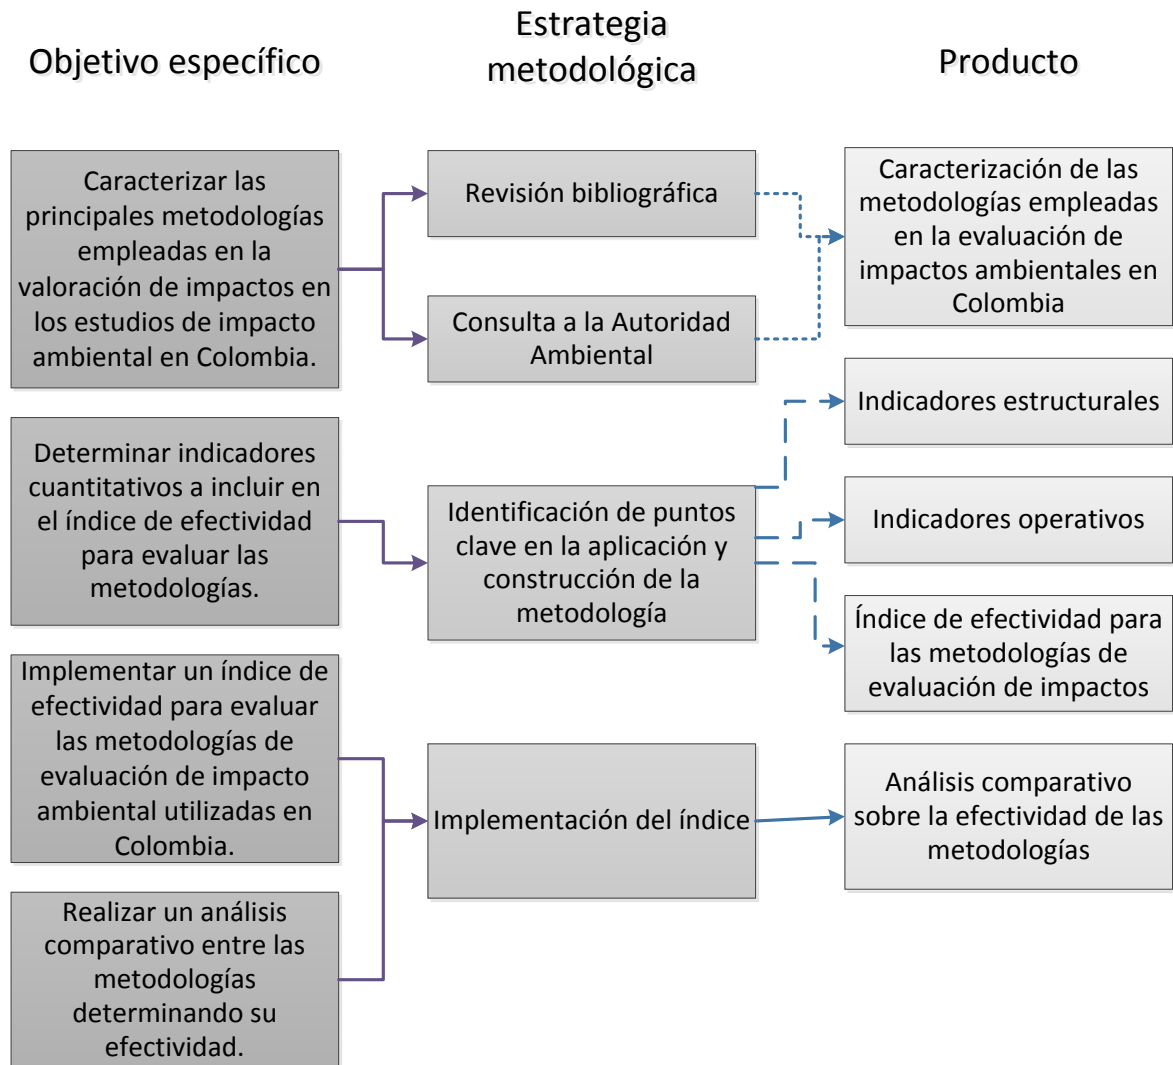 Objetivo específico
Estrategia
metodológica
Producto
Caracterizar las
principales metodologías
empleadas en la
valoración de impactos en
los estudios de impacto
ambiental en Colombia.
Revisión bibliográfica
Consulta a la Autoridad
Ambiental
Caracterización de las
metodologías empleadas
en la evaluación de
impactos ambientales en
Colombia
Determinar indicadores
cuantitativos a incluir en
el índice de efectividad
para evaluar las
metodologías.
Identificación de puntos
clave en la aplicación y
construcción de la
metodología
Indicadores estructurales
Indicadores operativos
Índice de efectividad para
las metodologías de
evaluación de impactos
Implementar un índice de
efectividad para evaluar
las metodologías de
evaluación de impacto
ambiental utilizadas en
Colombia.
Realizar un análisis
comparativo entre las
metodologías
determinando su
efectividad.
Implementación del índice
Análisis comparativo
sobre la efectividad de las
metodologías